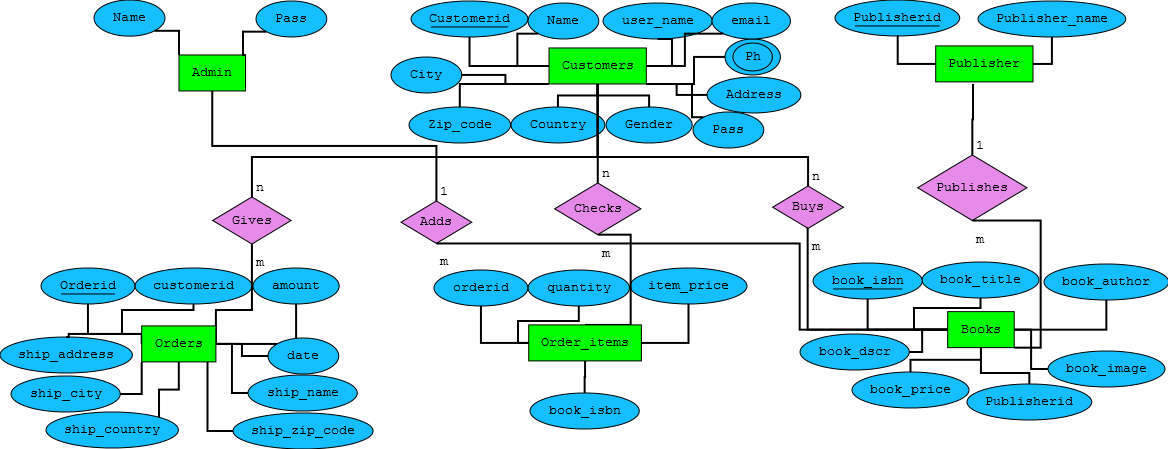 Name
Pass
Customerid
Name
user_name
email
Publisherid
Publisher_name
Admin
Customers
Ph
Publisher
City
Address
Zip_code
Country
Gender
Pass
n
1
n
n
1
Gives
Adds
Checks
Buys
Publishes
m
m
m
m
m
Orderid
customerid
amount
orderid
quantity
item_price
book_isbn
book_title
book_author
ship_address
Orders
date
Order_items
Books
book_dscr
book_image
ship_city
ship_name
book_price
Publisherid
ship_country
ship_zip_code
book_isbn